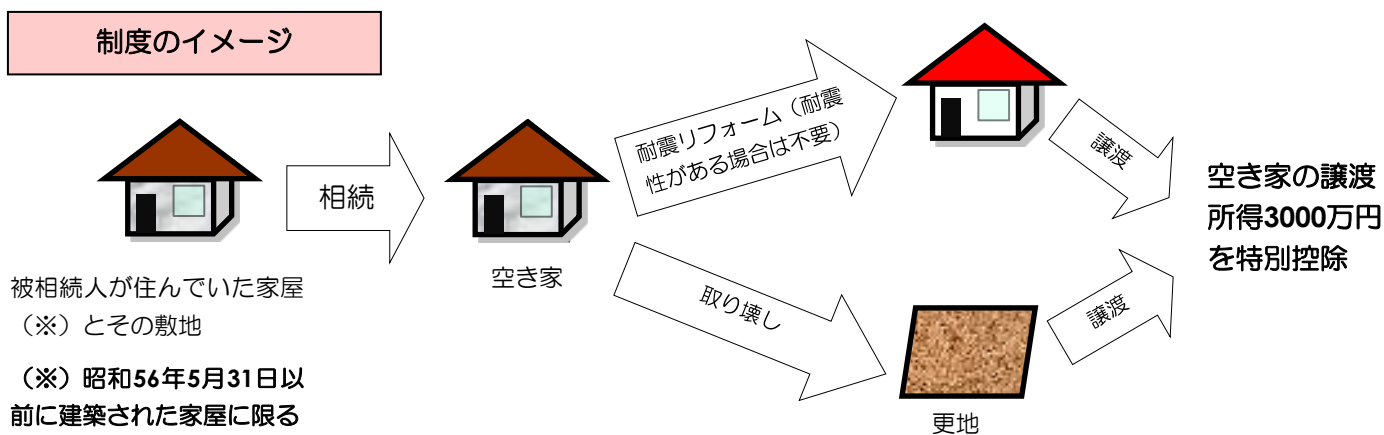 制度のイメージ
相続
耐震リフォーム（耐震
性がある場合は不要）
譲渡
空き家の譲渡
所得3000万円
を特別控除
被相続人が住んでいた家屋
（※）とその敷地
（※）昭和56年5月31日以
前に建築された家屋に限る
空き家
取り壊し
譲渡
更地